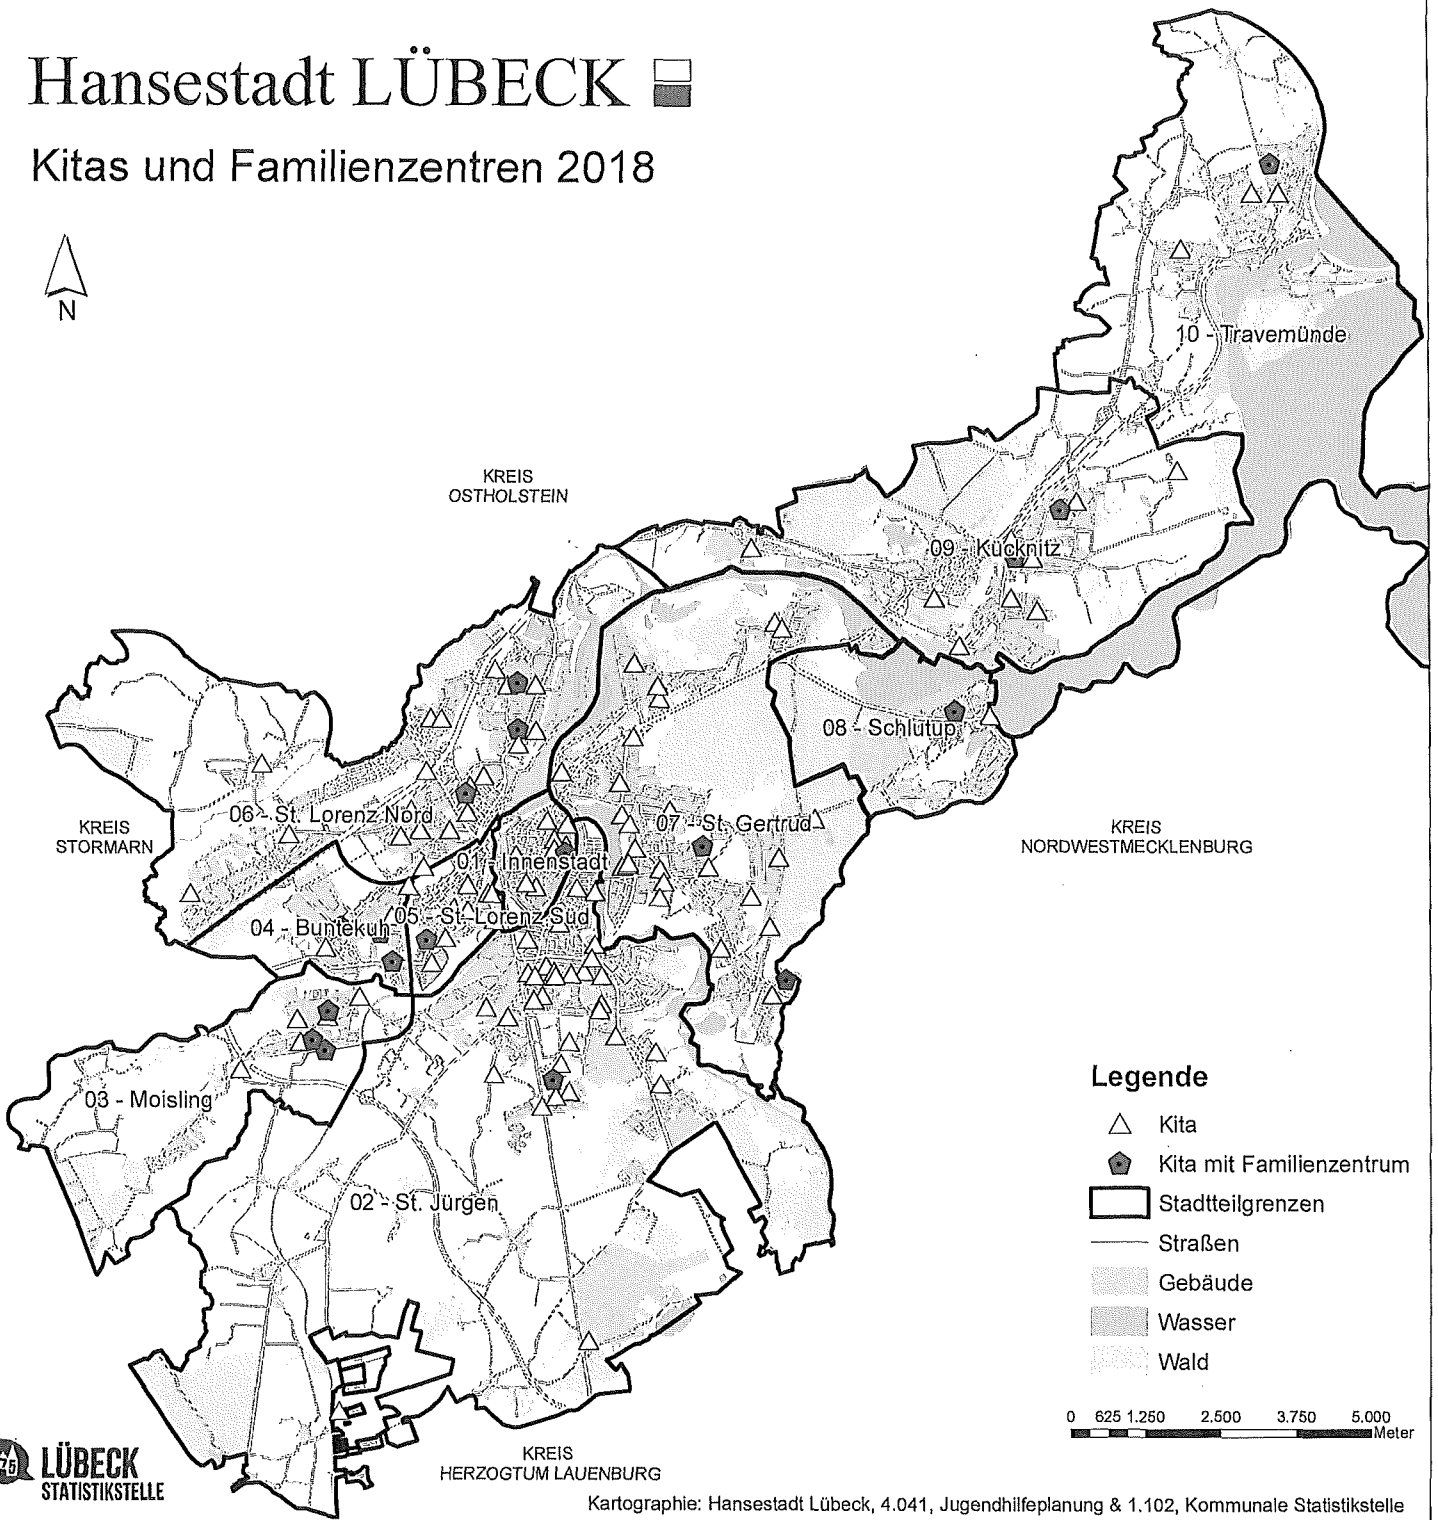 Hansestadt LÜBECK
Kitas und Familienzentren 2018
N
10 - Travemünde
KREIS
OSTHOLSTEIN
09 - Kücknitz
08 - Schlutup
06 - St. Lorenz Nord
07 - St. Gertrud
KREIS
STORMARN
KREIS
NORDWESTMECKLENBURG
01 - Innenstadt
05 - St. Lorenz Süd
04 - Buntekuh
03 - Moisling
02 - St. Jürgen
Legende
Kita
Kita mit Familienzentrum
Stadtteilgrenzen
Straßen
Gebäude
Wasser
Wald
0 625 1.250 2.500 3.750 5.000
Meter
LÜBECK
STATISTIKSTELLE
KREIS
HERZOGTUM LAUENBURG
Kartographie: Hansestadt Lübeck, 4.041, Jugendhilfeplanung & 1.102, Kommunale Statistikstelle